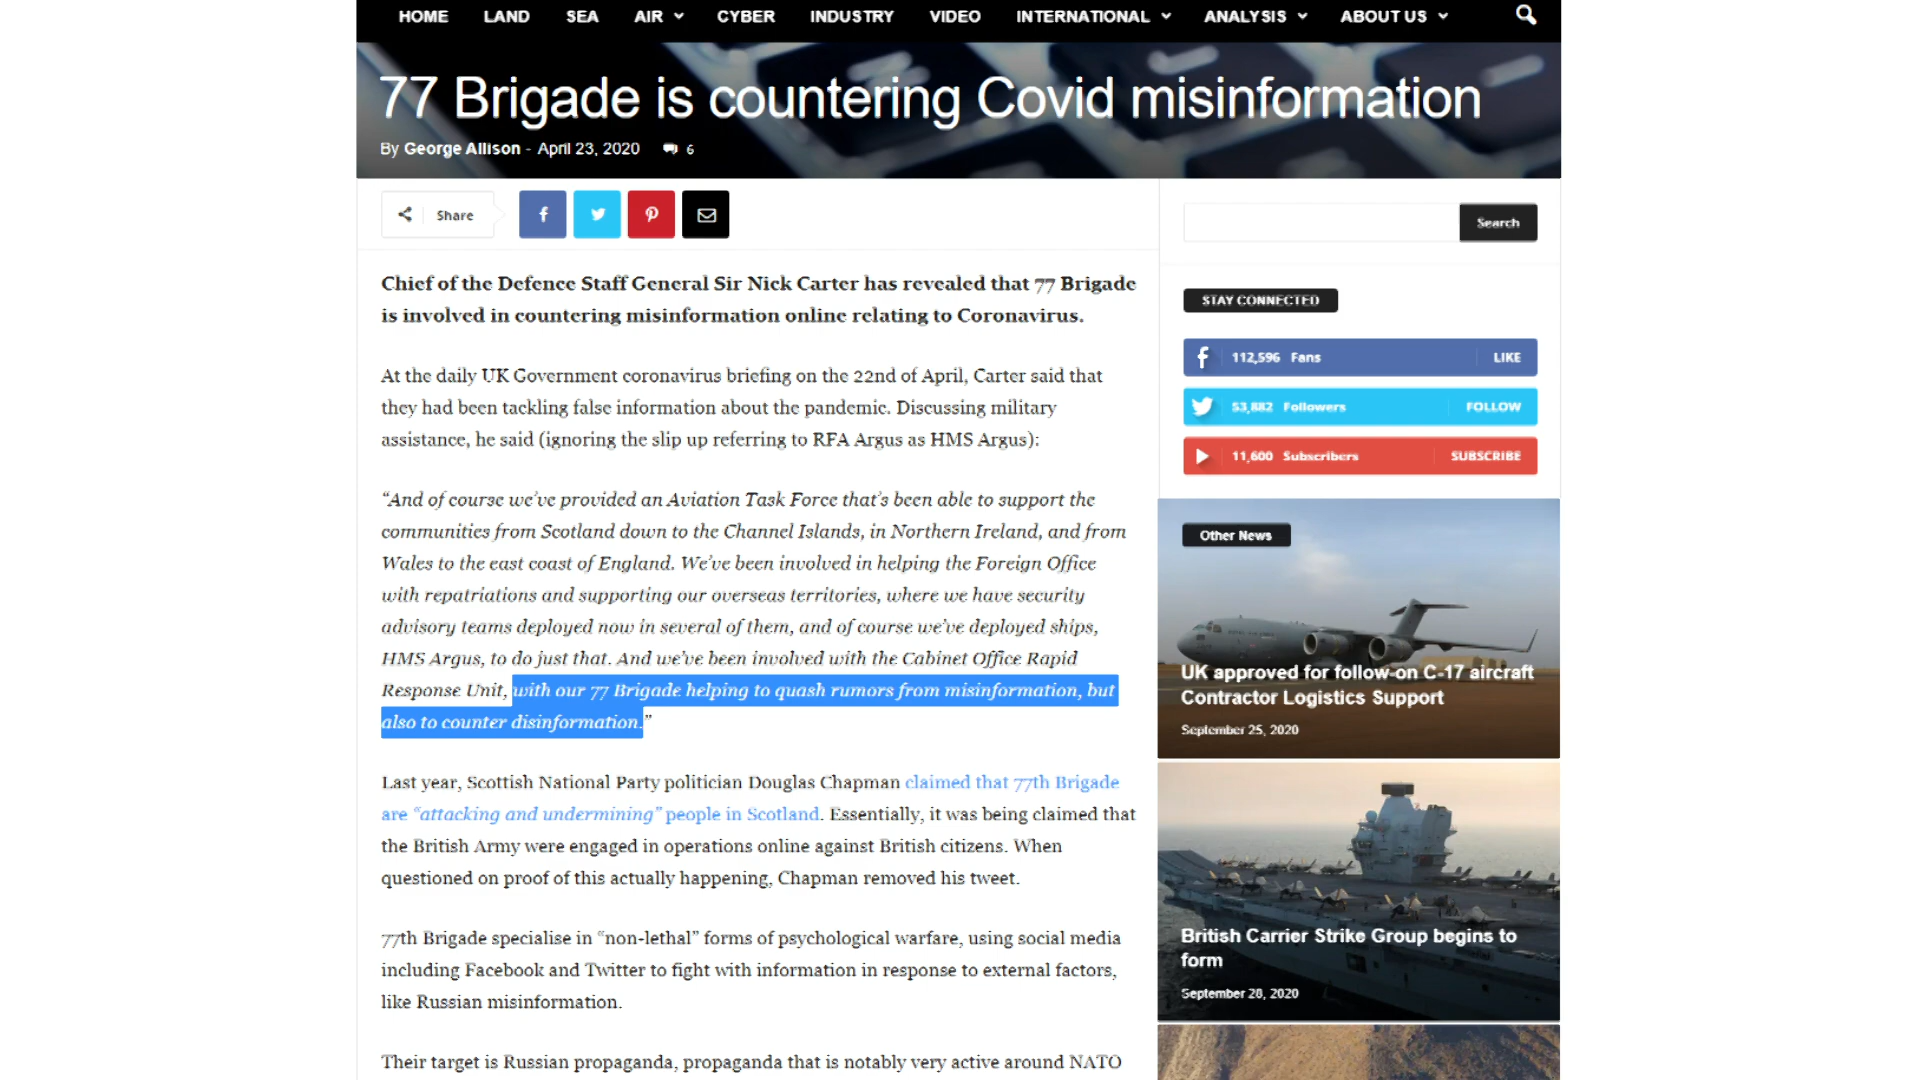 HOME LAND SEA AIR CYBER INDUSTRY VIDEO INTERNATIONAL ANALYSIS ABOUT US
77 Brigade is countering Covid misinformation
By George Allison - April 23, 2020 6
Share
Search
Chief of the Defence Staff General Sir Nick Carter has revealed that 77 Brigade
is involved in countering misinformation online relating to Coronavirus.
At the daily UK Government coronavirus briefing on the 22nd of April, Carter said that
they had been tackling false information about the pandemic. Discussing military
assistance, he said (ignoring the slip up referring to RFA Argus as HMS Argus):
“And of course we’ve provided an Aviation Task Force that’s been able to support the
communities from Scotland down to the Channel Islands, in Northern Ireland, and from
Wales to the east coast of England. We’ve been involved in helping the Foreign Office
with repatriations and supporting our overseas territories, where we have security
advisory teams deployed now in several of them, and of course we’ve deployed ships,
HMS Argus, to do just that. And we’ve been involved with the Cabinet Office Rapid
Response Unit, with our 77 Brigade helping to quash rumors from misinformation, but
also to counter disinformation.”
Last year, Scottish National Party politician Douglas Chapman claimed that 77th Brigade
are “attacking and undermining” people in Scotland. Essentially, it was being claimed that
the British Army were engaged in operations online against British citizens. When
questioned on proof of this actually happening, Chapman removed his tweet.
77th Brigade specialise in “non-lethal” forms of psychological warfare, using social media
including Facebook and Twitter to fight with information in response to external factors,
like Russian misinformation.
Their target is Russian propaganda, propaganda that is notably very active around NATO
STAY CONNECTED
112,596 Fans LIKE
53,882 Followers FOLLOW
11,600 Subscribers SUBSCRIBE
Other News
UK approved for follow-on C-17 aircraft
Contractor Logistics Support
September 25, 2020
British Carrier Strike Group begins to
form
September 28, 2020